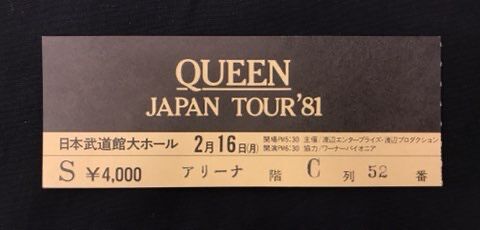 QUEEN
JAPAN TOUR'81
日本武道館大ホール 2月16日(月) 開場PM5:30 主催/渡辺エンタープライズ・渡辺プロダクション
開演PM6:30 協力/ワーナーパイオニア
S ¥4,000 アリーナ 階 C 列 52 番